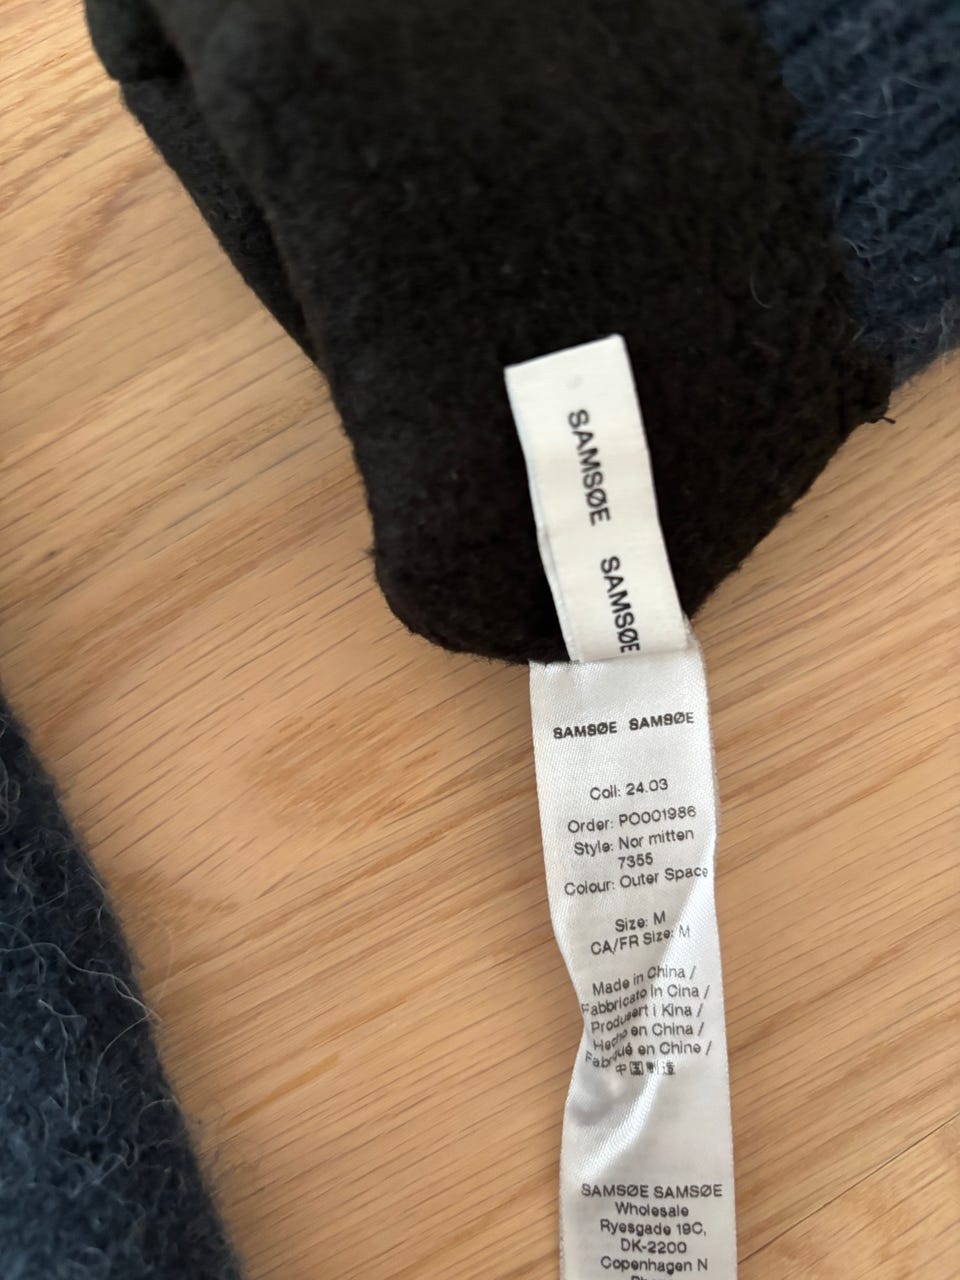 SAMSØE SAMSØE
SAMSØE SAMSØE
Coll: 24.03
Order: PO001986
Style: Nor mitten
7355
Colour: Outer Space
Size: M
CA/FR Size: M
Made in China /
Fabbricato in Cina /
Produsert i Kina /
Hecho en China /
Fabriqué en Chine /
中国制造
SAMSØE SAMSØE
Wholesale
Ryesgade 19C,
DK-2200
Copenhagen N